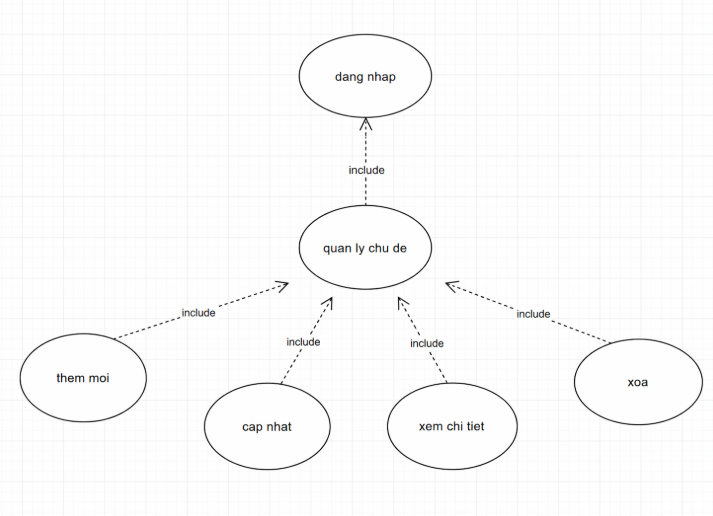 dang nhap
include
quan ly chu de
include
include
include
include
them moi
cap nhat
xem chi tiet
xoa